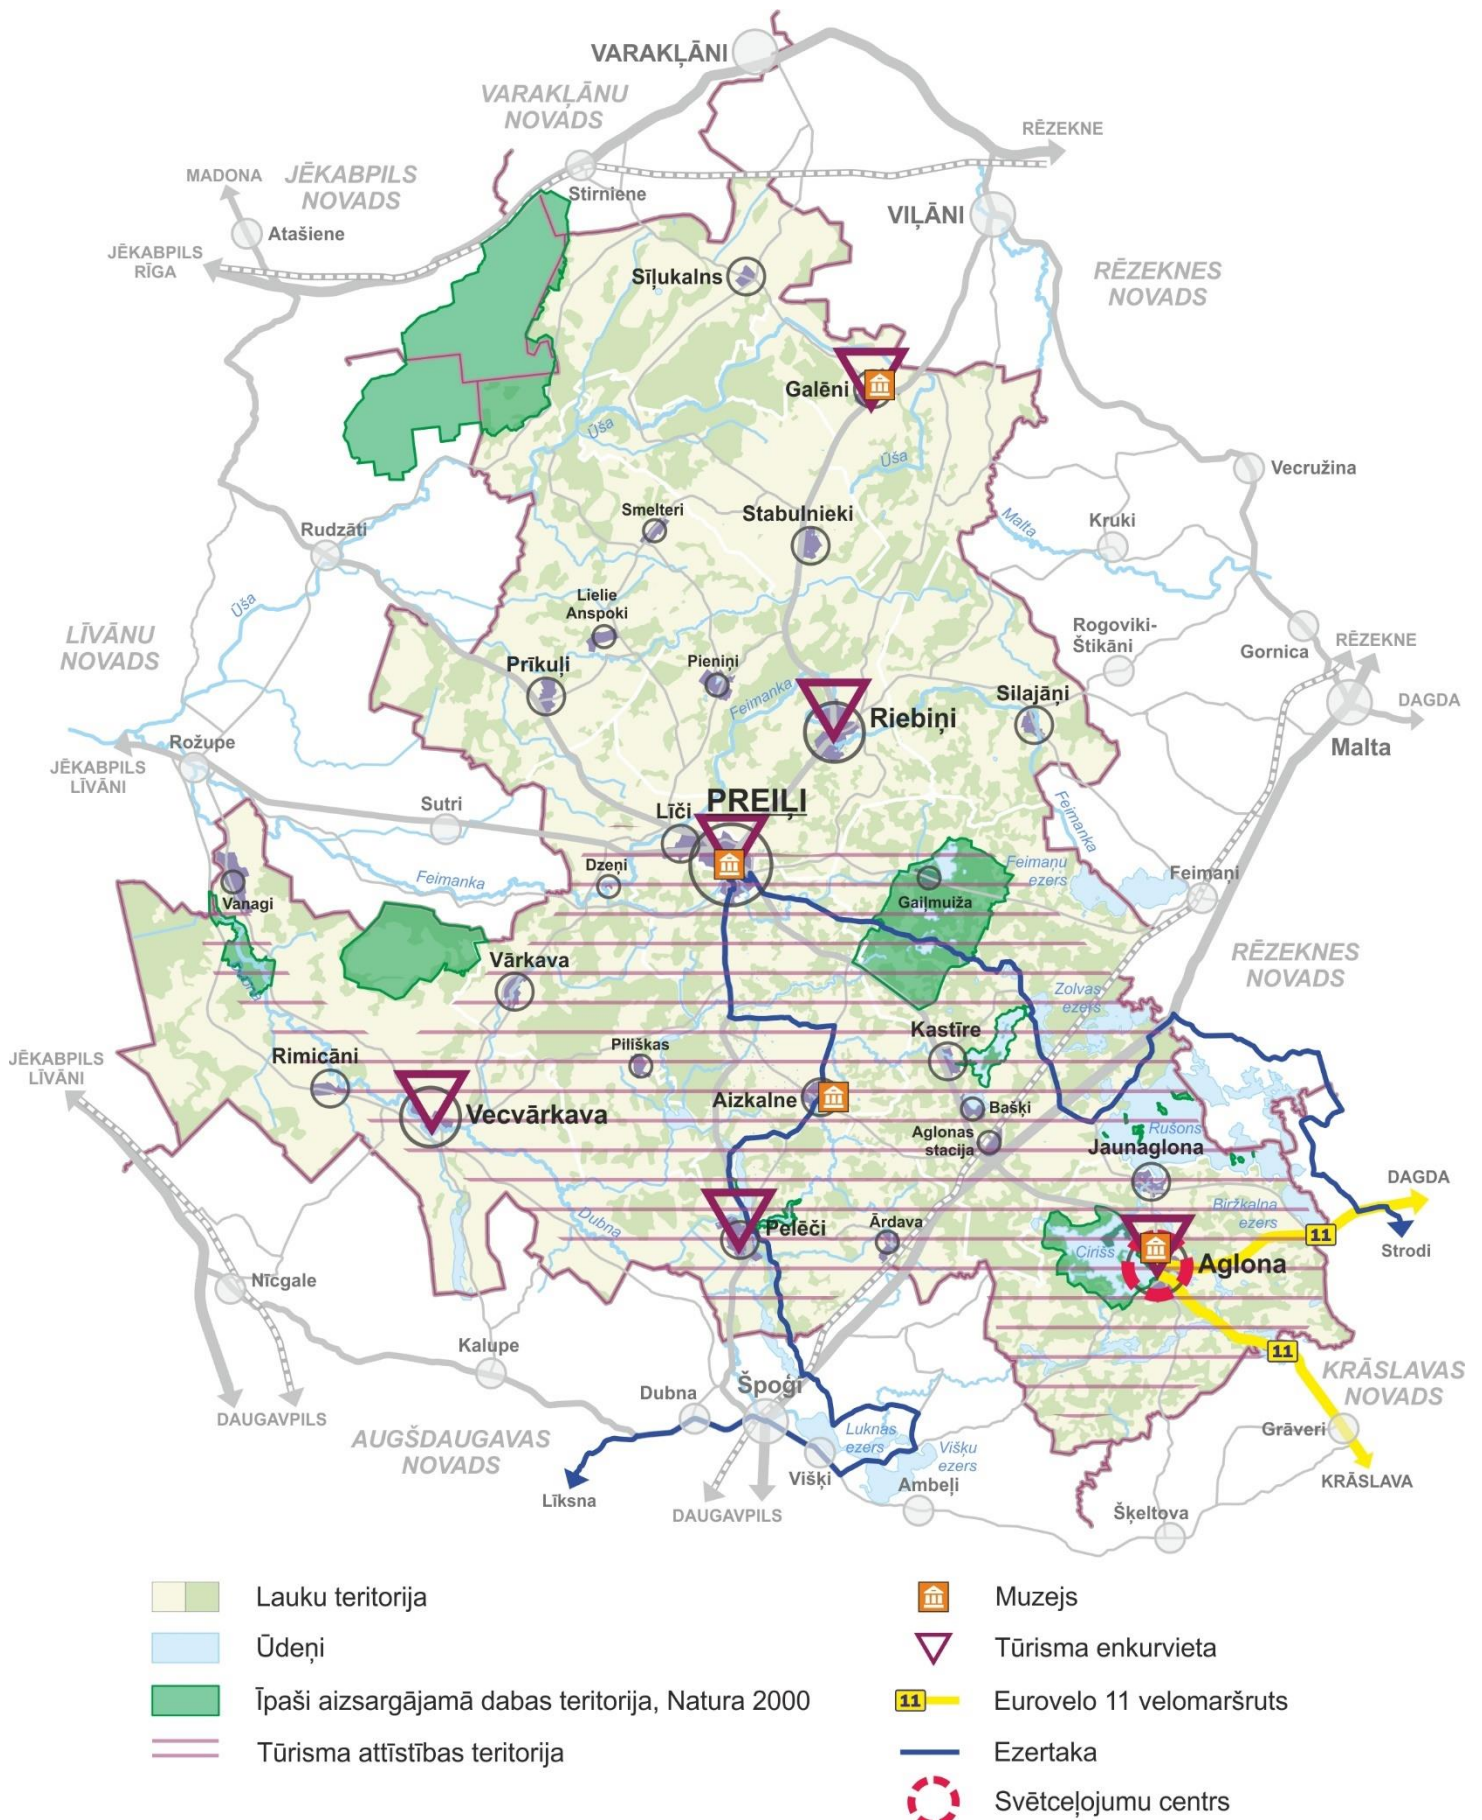 VARAKĻĀNI
VARAKĻĀNU
NOVADS
RĒZEKNE
MADONA
JĒKABPILS
NOVADS
Stirniene
VIĻĀNI
Atašiene
JĒKABPILS
RĪGA
RĒZEKNES
NOVADS
Sīļukalns
Galēni
Ūša
Ūša
Vecružina
Smelteri
Stabulnieki
Malta
Kruki
Rudzāti
Ūša
Lielie
Anspoki
LĪVĀNU
NOVADS
Rogoviki-
Štikāni
Gornica
RĒZEKNE
Prīkuļi
Pieniņi
Feimanka
Riebiņi
Silajāņi
DAGDA
Malta
Rožupe
JĒKABPILS
LĪVĀNI
Sutri
Līči
PREIĻI
Feimanka
Dzeņi
Feimaņu
ezers
Feimaņi
Feimanka
Gaiļmuiža
Vanagi
Vārkava
RĒZEKNES
NOVADS
Zolvas
ezers
Kastīre
JĒKABPILS
LĪVĀNI
Rimicāni
Piliškas
Vecvārkava
Aizkalne
Bašķi
Aglonas
stacija
Rušons
Jaunaglona
DAGDA
Biržkalna
ezers
Dubna
Pelēči
Ārdava
Cirišs
11
Strodi
Aglona
Nīcgale
Kalupe
11
KRĀSLAVAS
NOVADS
Dubna
Špoģi
DAUGAVPILS
AUGŠDAUGAVAS
NOVADS
Luknas
ezers
Višķu
ezers
Grāveri
Višķi
Ambeļi
KRĀSLAVA
Līksna
DAUGAVPILS
Šķeltova
Lauku teritorija
Ūdeņi
Īpaši aizsargājamā dabas teritorija, Natura 2000
Tūrisma attīstības teritorija
Muzejs
Tūrisma enkurvieta
11 Eurovelo 11 velomaršruts
Ezertaka
Svētceļojumu centrs